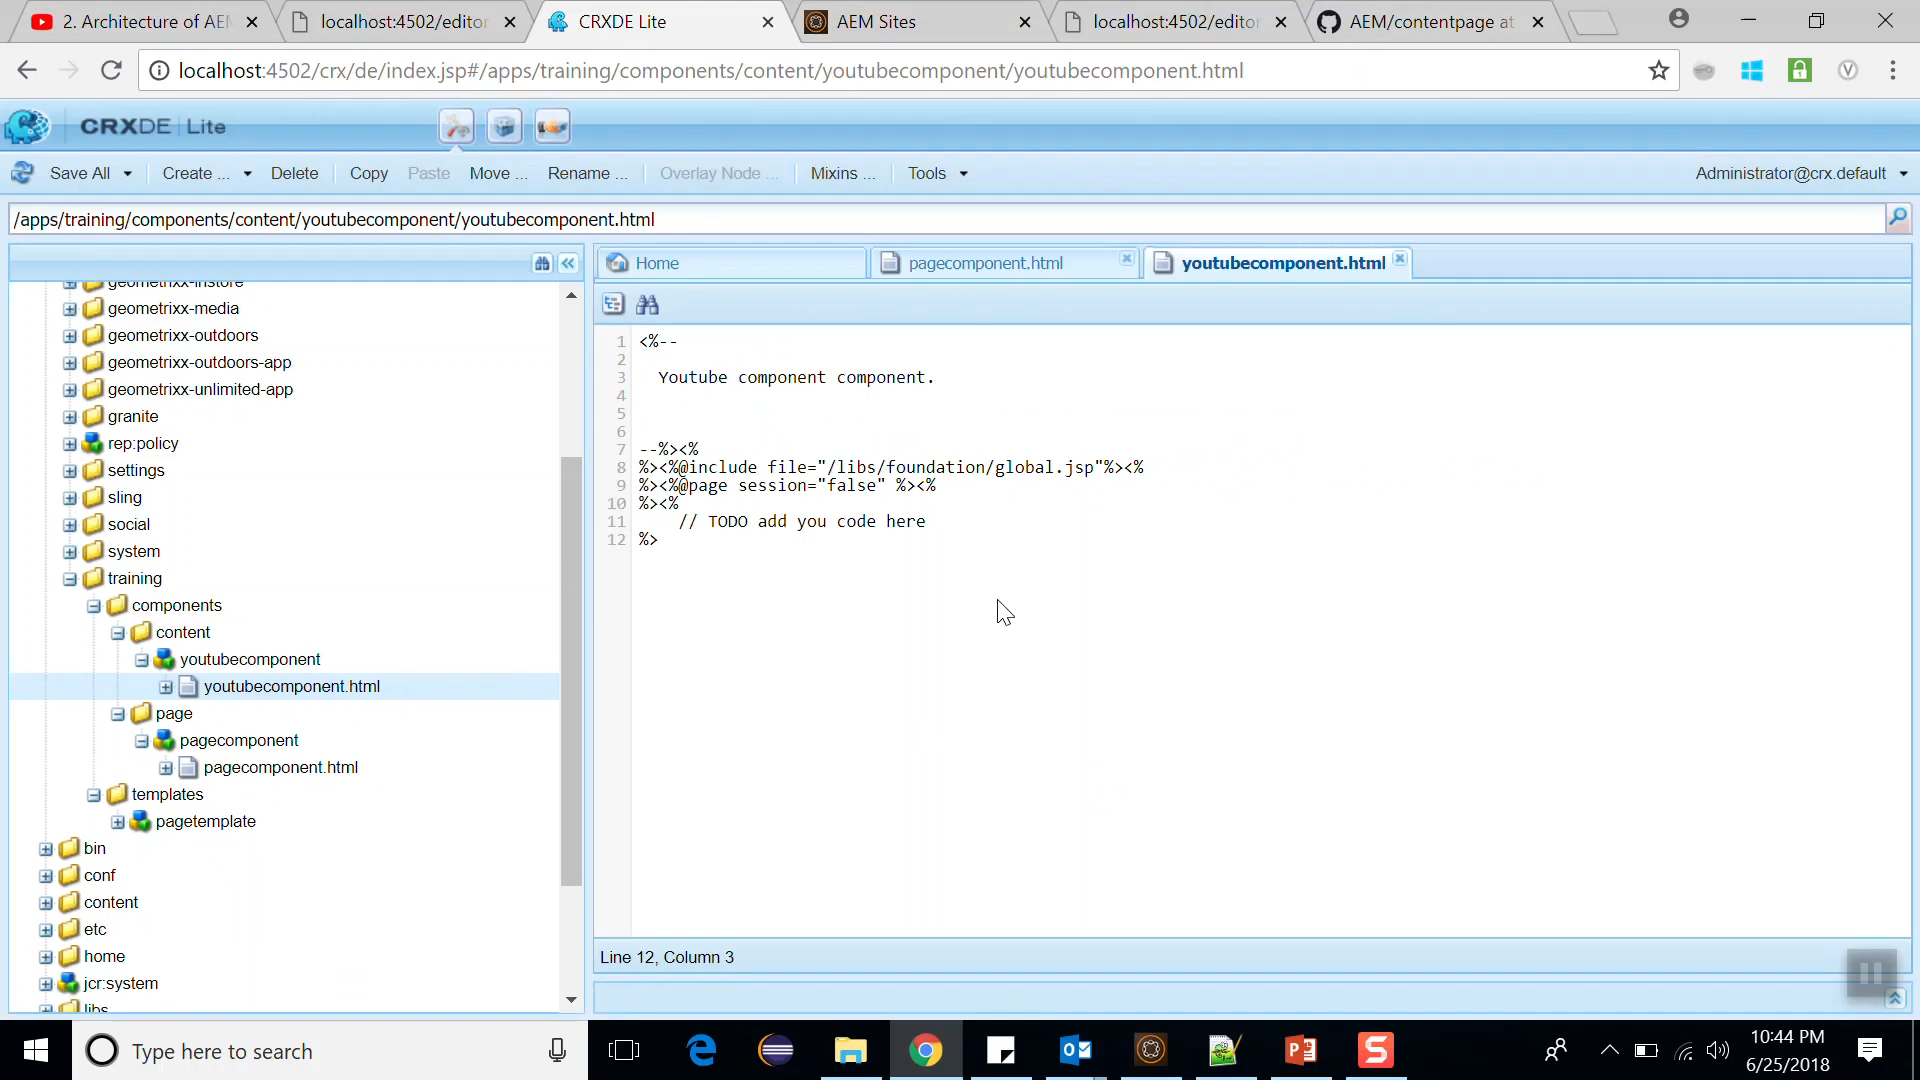 2. Architecture of AEM
localhost:4502/editor
CRXDE Lite
AEM Sites
localhost:4502/editor
AEM/contentpage at
localhost:4502/crx/de/index.jsp#/apps/training/components/content/youtubecomponent/youtubecomponent.html
CRXDE | Lite
Save All
Create ...
Delete
Copy
Paste
Move ...
Rename ...
Overlay Node ...
Mixins ...
Tools
Administrator@crx.default
/apps/training/components/content/youtubecomponent/youtubecomponent.html
Home
pagecomponent.html
youtubecomponent.html
geometrixx-instore
geometrixx-media
geometrixx-outdoors
geometrixx-outdoors-app
geometrixx-unlimited-app
granite
rep:policy
settings
sling
social
system
training
components
content
youtubecomponent
youtubecomponent.html
page
pagecomponent
pagecomponent.html
templates
pagetemplate
bin
conf
content
etc
home
jcr:system
libs
1 <%--
2
3 Youtube component component.
4
5
6
7 --%><%
8 %><%@include file="/libs/foundation/global.jsp"%><%
9 %><%@page session="false" %><%
10 %><%
11 // TODO add you code here
12 %>
Line 12, Column 3
Type here to search
10:44 PM
6/25/2018